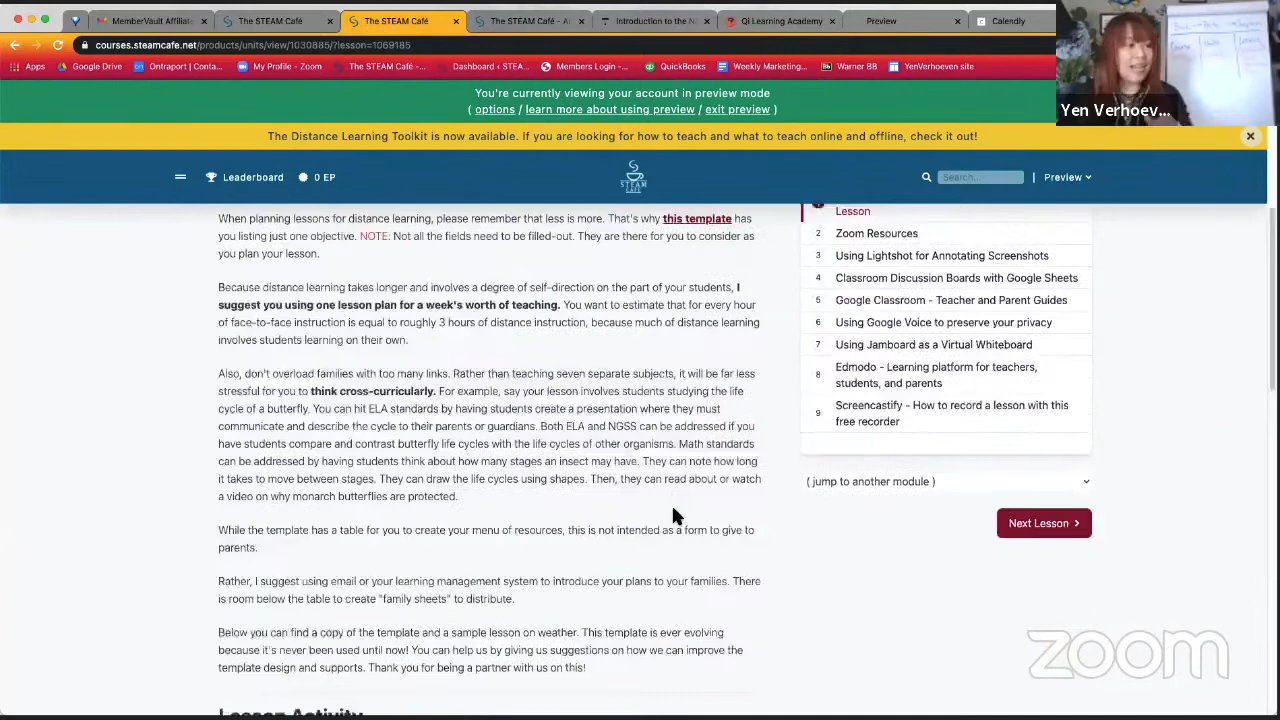 MemberVault Affiliat
The STEAM Café
The STEAM Café
The STEAM Café - A
Introduction to the N
Qi Learning Academy
Preview
Calendly
courses.steamcafe.net/products/units/view/1030885/?lesson=1069185
Apps
Google Drive
Ontraport | Conta...
My Profile - Zoom
The STEAM Café -...
Dashboard ‹ STEA...
Members Login -...
QuickBooks
Weekly Marketing...
Warner BB
YenVerhoeven site
Yen Verhoev...
You're currently viewing your account in preview mode
( options / learn more about using preview / exit preview )
The Distance Learning Toolkit is now available. If you are looking for how to teach and what to teach online and offline, check it out!
Leaderboard 0 EP
STEAM
CAFE
Search...
| Preview
When planning lessons for distance learning, please remember that less is more. That's why this template has
you listing just one objective. NOTE: Not all the fields need to be filled-out. They are there for you to consider as
you plan your lesson.
Because distance learning takes longer and involves a degree of self-direction on the part of your students, I
suggest you using one lesson plan for a week's worth of teaching. You want to estimate that for every hour
of face-to-face instruction is equal to roughly 3 hours of distance instruction, because much of distance learning
involves students learning on their own.
Also, don't overload families with too many links. Rather than teaching seven separate subjects, it will be far less
stressful for you to think cross-curricularly. For example, say your lesson involves students studying the life
cycle of a butterfly. You can hit ELA standards by having students create a presentation where they must
communicate and describe the cycle to their parents or guardians. Both ELA and NGSS can be addressed if you
have students compare and contrast butterfly life cycles with the life cycles of other organisms. Math standards
can be addressed by having students think about how many stages an insect may have. They can note how long
it takes to move between stages. They can draw the life cycles using shapes. Then, they can read about or watch
a video on why monarch butterflies are protected.
While the template has a table for you to create your menu of resources, this is not intended as a form to give to
parents.
Rather, I suggest using email or your learning management system to introduce your plans to your families. There
is room below the table to create "family sheets" to distribute.
Below you can find a copy of the template and a sample lesson on weather. This template is ever evolving
because it's never been used until now! You can help us by giving us suggestions on how we can improve the
template design and supports. Thank you for being a partner with us on this!
Lesson Activity
Lesson
2 Zoom Resources
3 Using Lightshot for Annotating Screenshots
4 Classroom Discussion Boards with Google Sheets
5 Google Classroom - Teacher and Parent Guides
6 Using Google Voice to preserve your privacy
7 Using Jamboard as a Virtual Whiteboard
8 Edmodo - Learning platform for teachers,
students, and parents
9 Screencastify - How to record a lesson with this
free recorder
( jump to another module )
Next Lesson
zoom